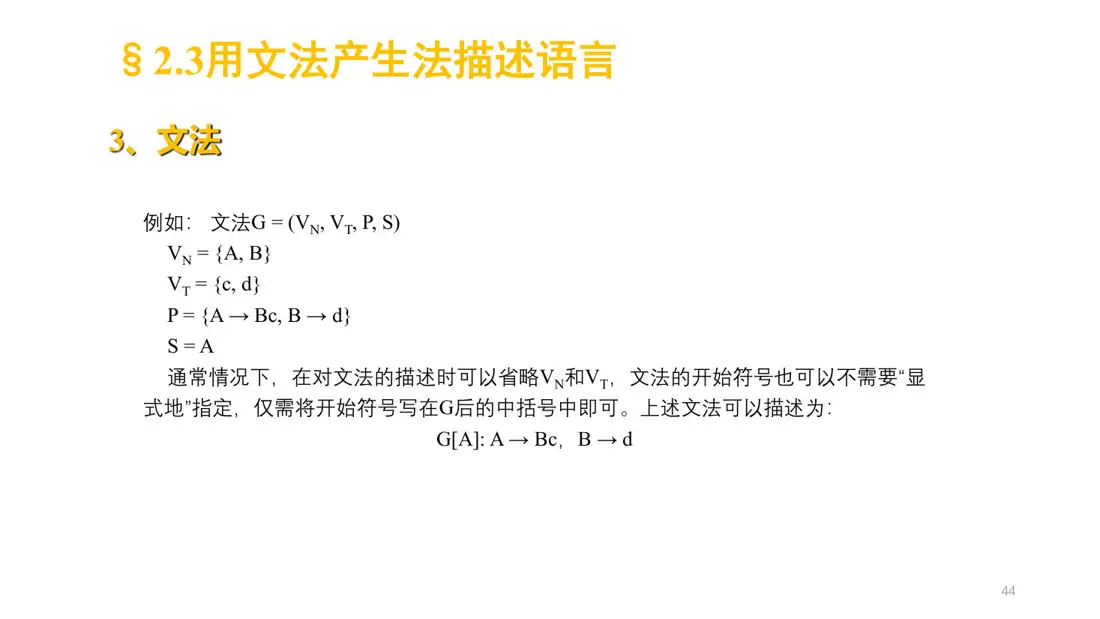 §2.3用文法产生法描述语言
3、文法
例如： 文法G = (VN, VT, P, S)
VN = {A, B}
VT = {c, d}
P = {A → Bc, B → d}
S = A
通常情况下，在对文法的描述时可以省略VN和VT，文法的开始符号也可以不需要“显
式地”指定，仅需将开始符号写在G后的中括号中即可。上述文法可以描述为：
G[A]: A → Bc，B → d
44